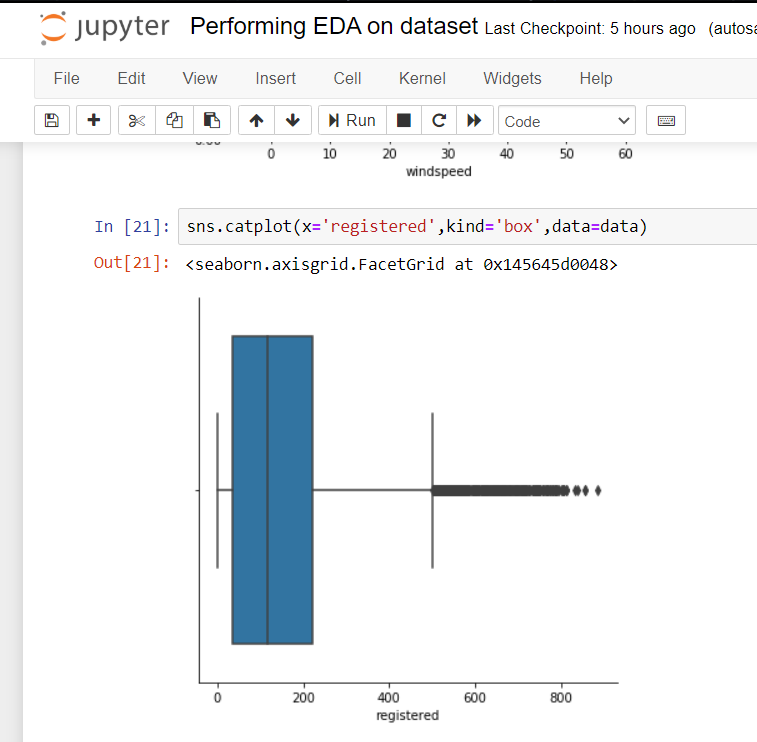 jupyter Performing EDA on dataset Last Checkpoint: 5 hours ago (autosa
File Edit View Insert Cell Kernel Widgets Help
Run Code
0 10 20 30 40 50 60
windspeed
In [21]: sns.catplot(x='registered',kind='box',data=data)
Out[21]: <seaborn.axisgrid.FacetGrid at 0x145645d0048>
0 200 400 600 800
registered